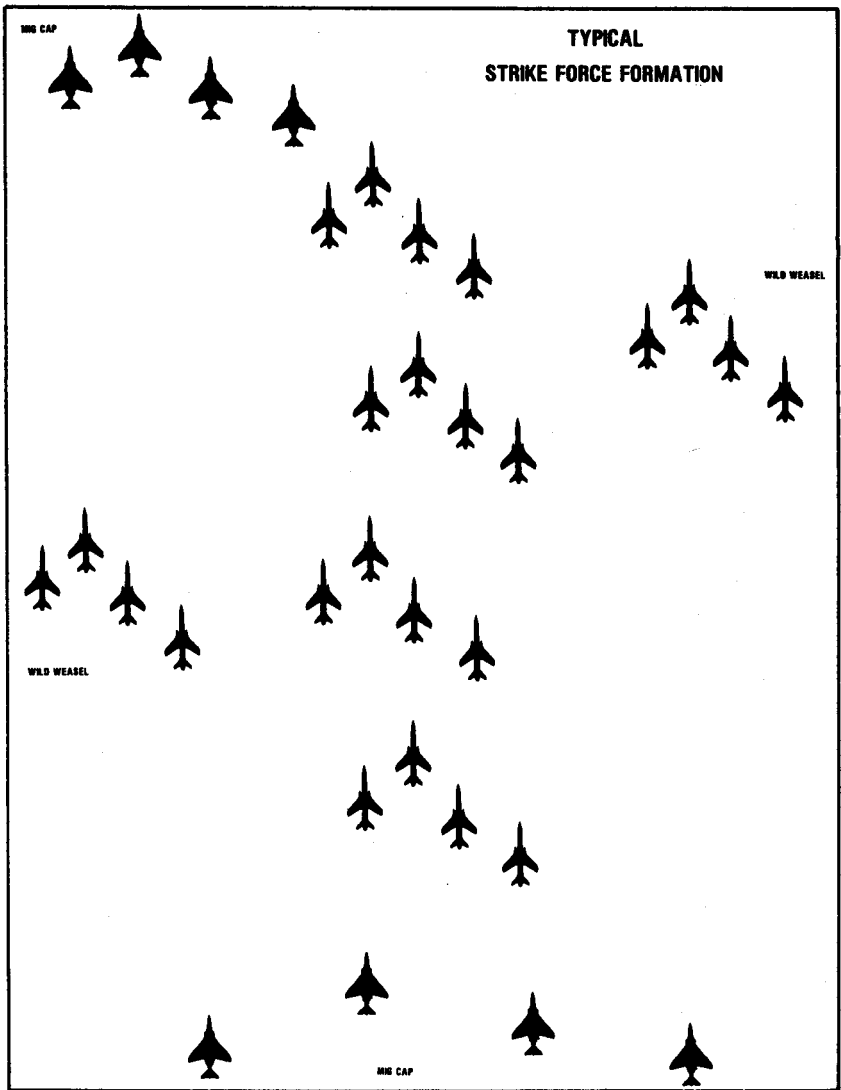 MIG CAP
TYPICAL
STRIKE FORCE FORMATION
WILD WEASEL
WILD WEASEL
MIG CAP